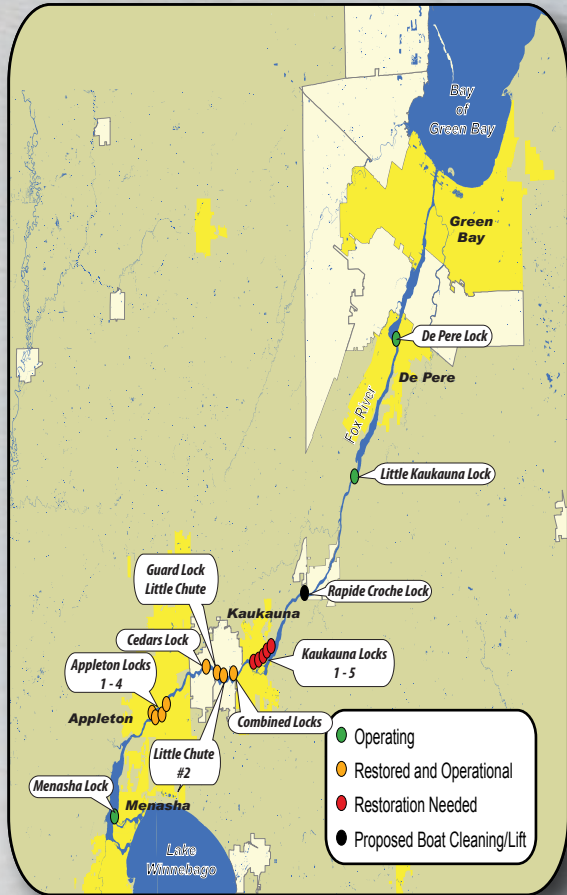 Bay
of
Green Bay
Green
Bay
De Pere Lock
De Pere
Fox River
Little Kaukauna Lock
Guard Lock
Little Chute
Rapide Croche Lock
Kaukauna
Cedars Lock
Kaukauna Locks
1 - 5
Appleton Locks
1 - 4
Appleton
Combined Locks
Little Chute
#2
Menasha Lock
Menasha
Lake
Winnebago
Operating
Restored and Operational
Restoration Needed
Proposed Boat Cleaning/Lift